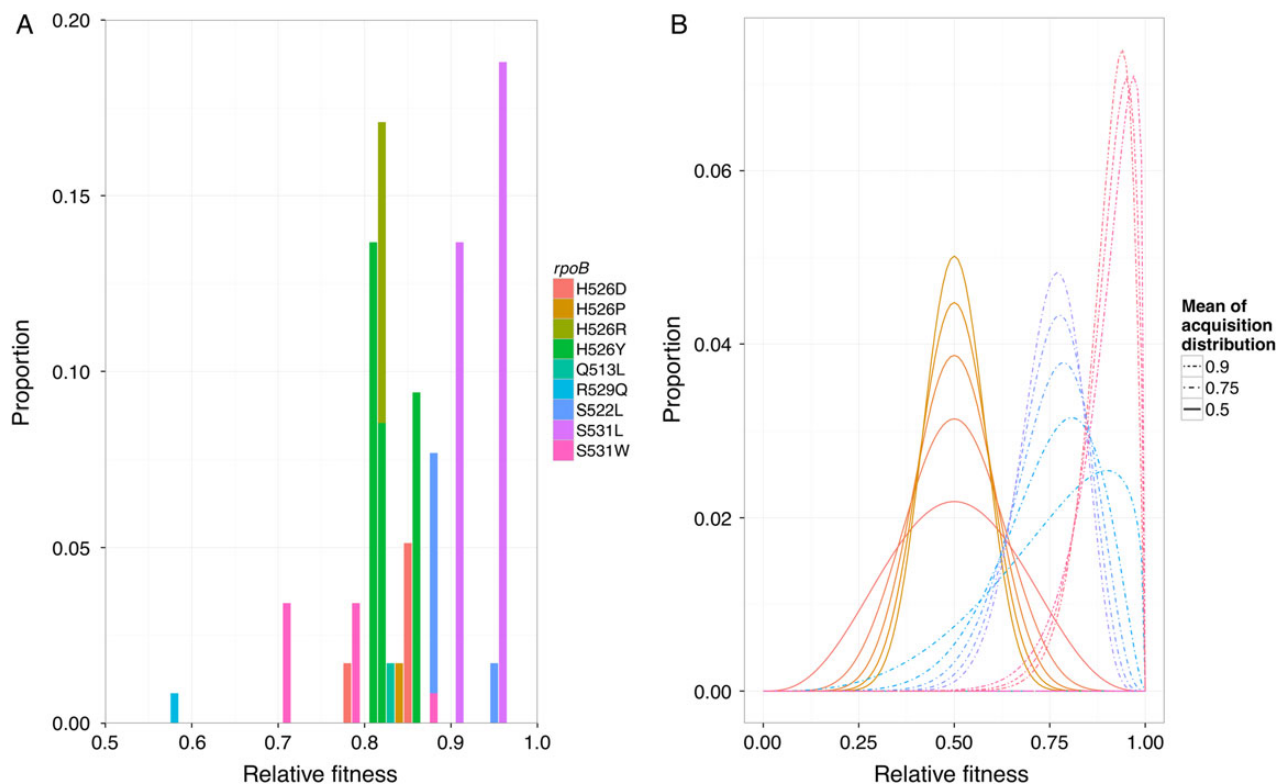 A
0.20
0.15
0.10
0.05
0.00
0.5
0.6
0.7
0.8
0.9
1.0
Proportion
Relative fitness
rpoB
H526D
H526P
H526R
H526Y
Q513L
R529Q
S522L
S531L
S531W
B
0.06
0.04
0.02
0.00
0.00
0.25
0.50
0.75
1.00
Proportion
Relative fitness
Mean of
acquisition
distribution
0.9
0.75
0.5